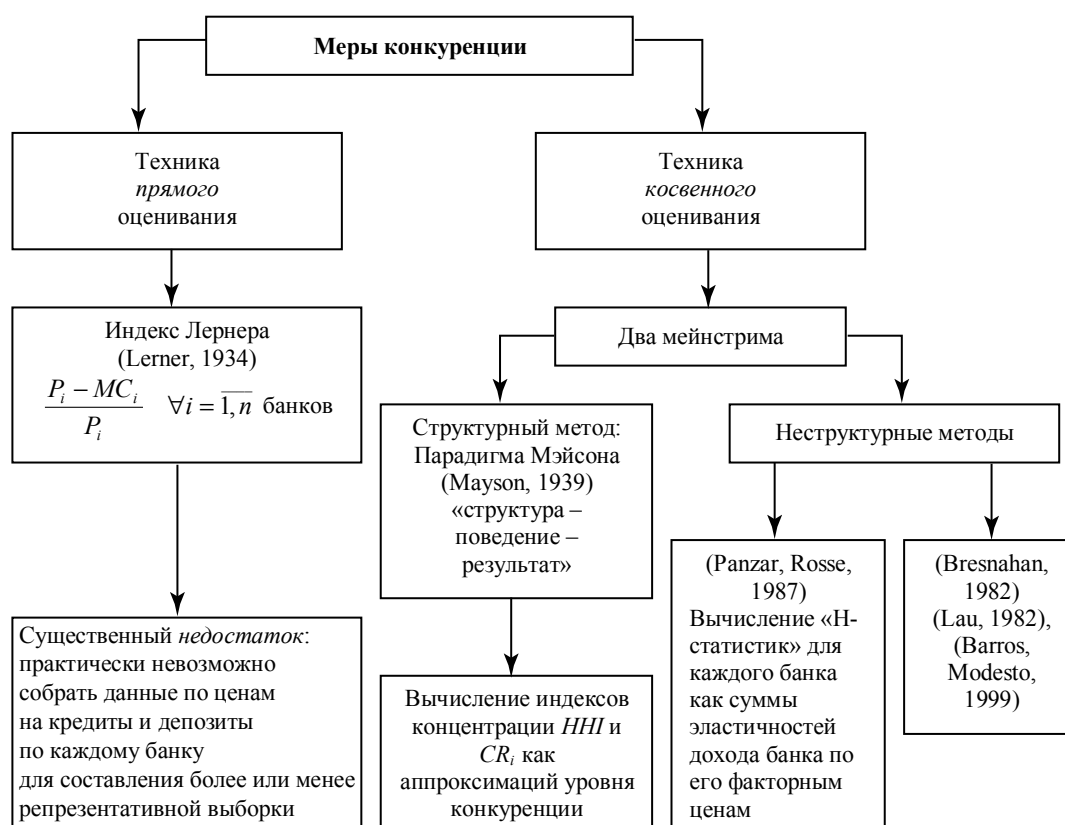 Меры конкуренции
Техника
прямого
оценивания
Техника
косвенного
оценивания
Индекс Лернера
(Lerner, 1934)
P_i − MC_i / P_i ∀i = \overline{1, n} банков
Два мейнстрима
Структурный метод:
Парадигма Мэйсона
(Mayson, 1939)
«структура –
поведение –
результат»
Неструктурные методы
Существенный недостаток:
практически невозможно
собрать данные по ценам
на кредиты и депозиты
по каждому банку
для составления более или менее
репрезентативной выборки
Вычисление индексов
концентрации HHI и
CR_i как
аппроксимаций уровня
конкуренции
(Panzar, Rosse,
1987)
Вычисление «H-
статистик» для
каждого банка
как суммы
эластичностей
дохода банка по
его факторным
ценам
(Bresnahan,
1982)
(Lau, 1982),
(Barros,
Modesto,
1999)